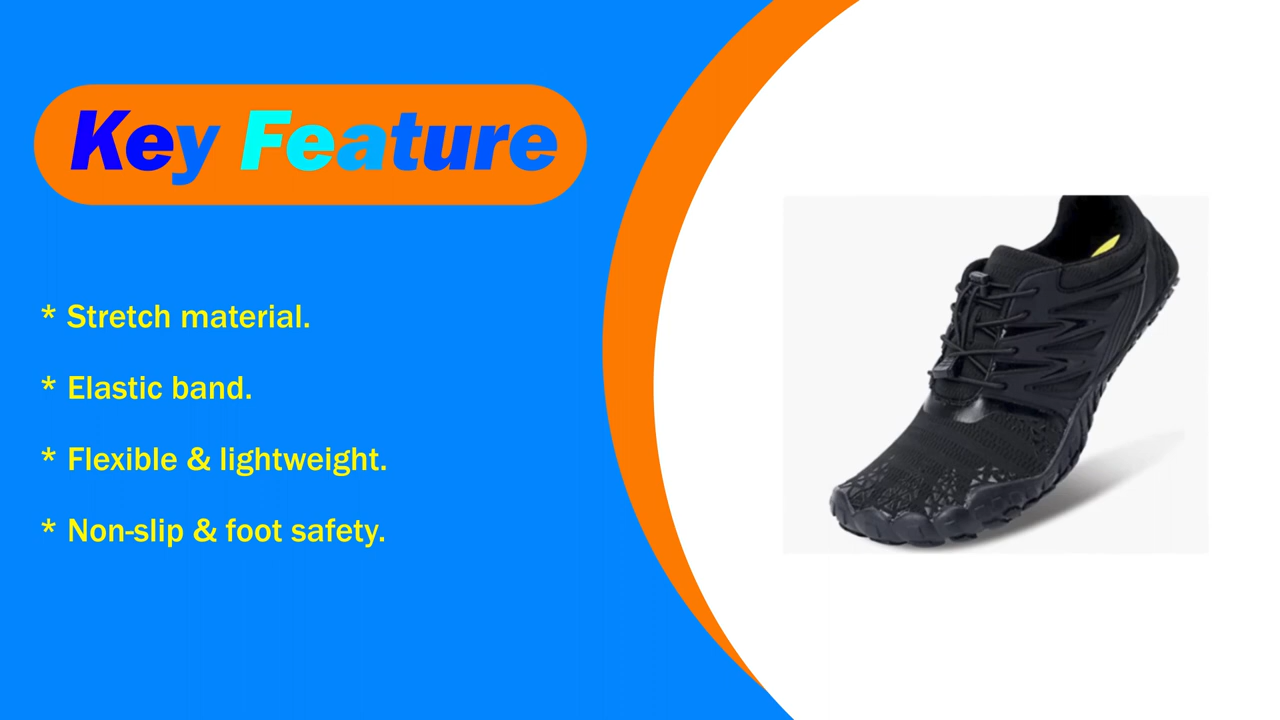 Key Feature
* Stretch material.
* Elastic band.
* Flexible & lightweight.
* Non-slip & foot safety.